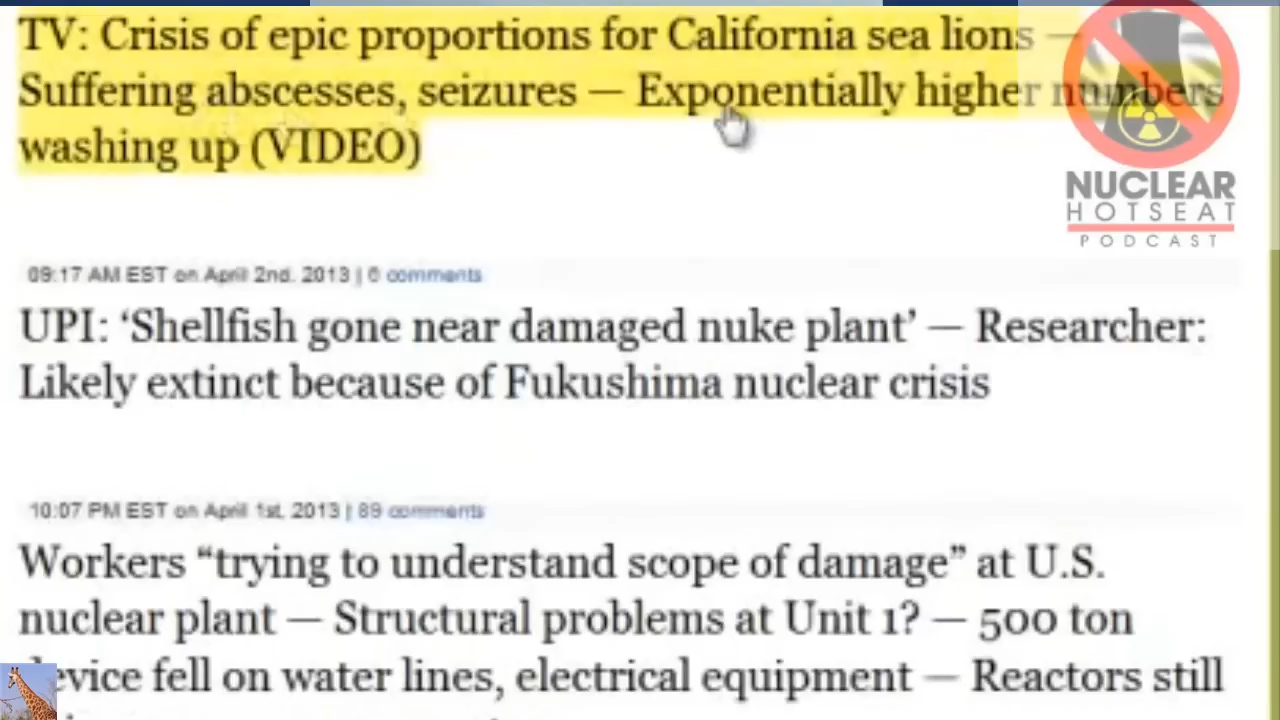 TV: Crisis of epic proportions for California sea lions —
Suffering abscesses, seizures — Exponentially higher numbers
washing up (VIDEO)
NUCLEAR
HOTSEAT
PODCAST
09:17 AM EST on April 2nd, 2013 | 6 comments
UPI: ‘Shellfish gone near damaged nuke plant’ — Researcher:
Likely extinct because of Fukushima nuclear crisis
10:07 PM EST on April 1st, 2013 | 89 comments
Workers “trying to understand scope of damage” at U.S.
nuclear plant — Structural problems at Unit 1? — 500 ton
device fell on water lines, electrical equipment — Reactors still